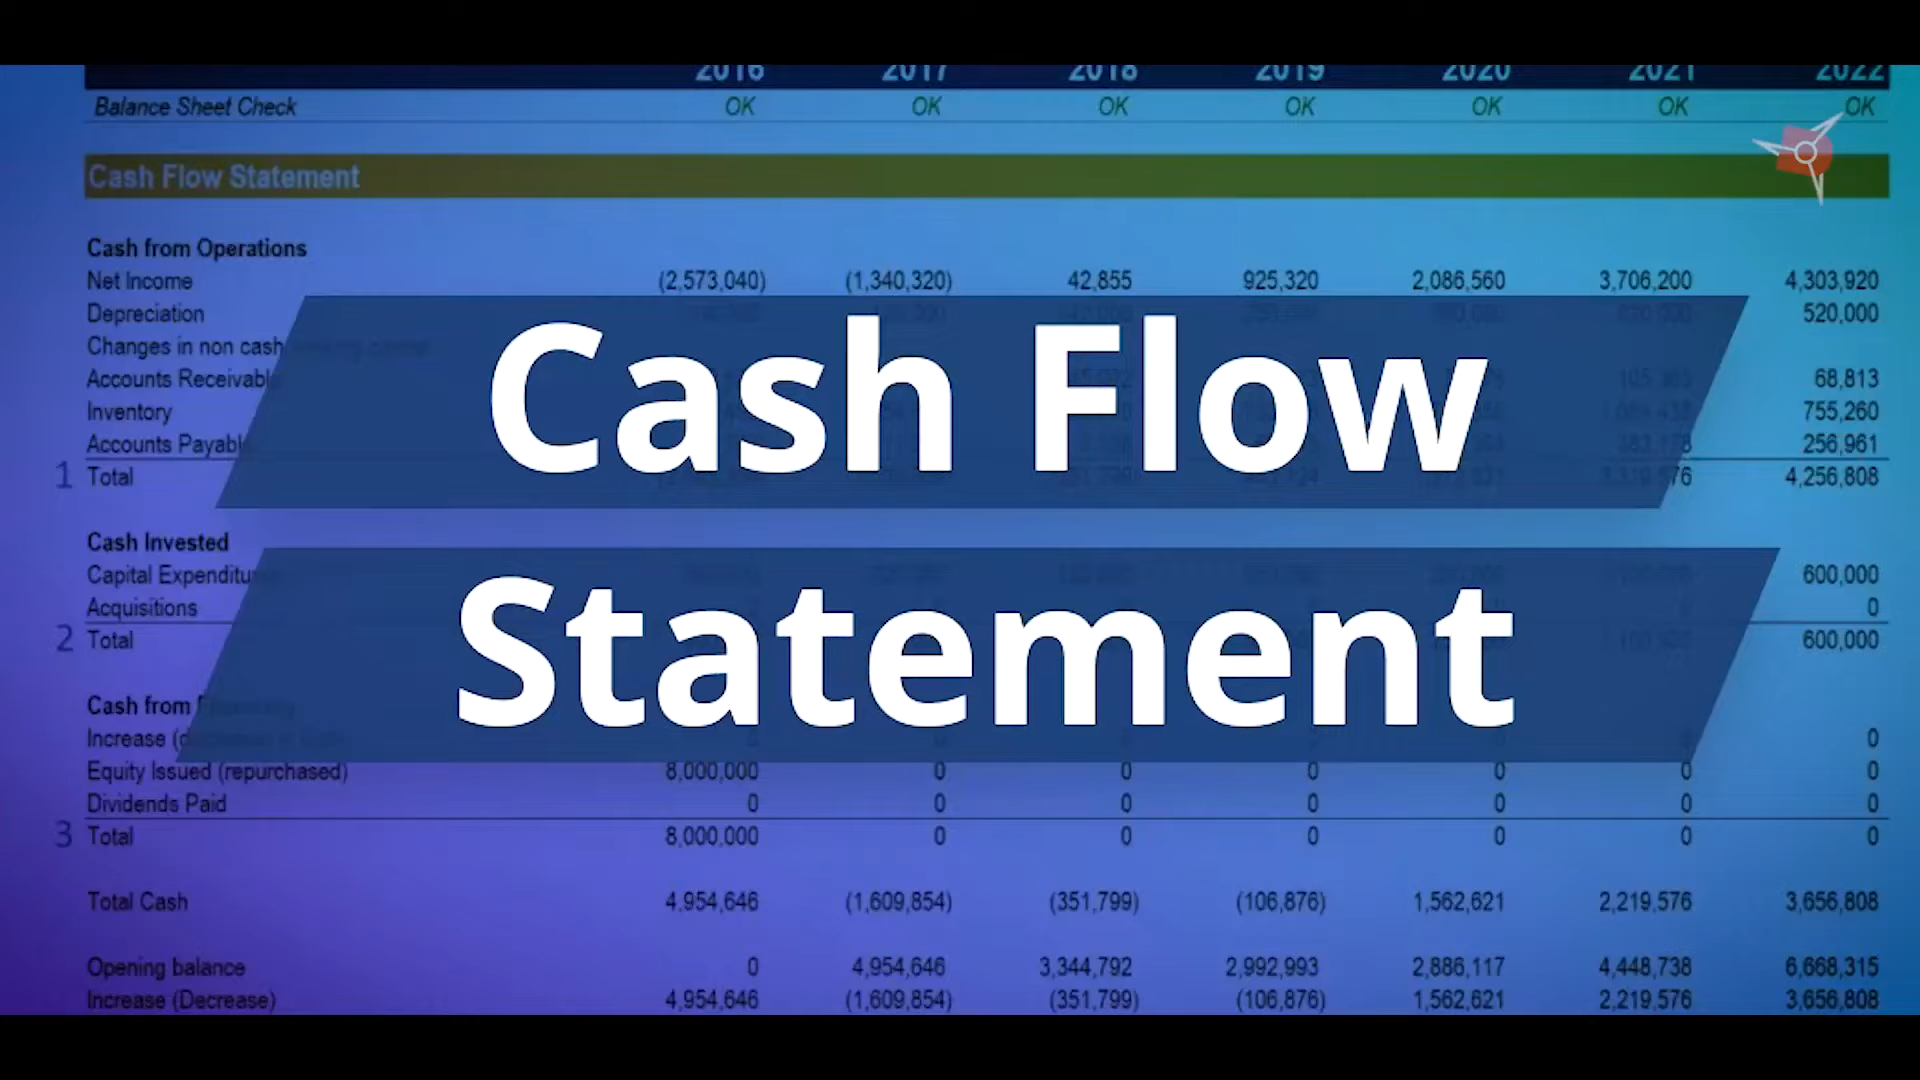 2016 2017 2018 2019 2020 2021 2022
Balance Sheet Check OK OK OK OK OK OK OK
Cash Flow Statement
Cash from Operations
Net Income (2,573,040) (1,340,320) 42,855 925,320 2,086,560 3,706,200 4,303,920
Depreciation 520,000
Changes in non cash
Accounts Receivabl 68,813
Inventory 755,260
Accounts Payabl 256,961
Cash Flow
1 Total 4,256,808
Cash Invested
Capital Expenditu 600,000
Acquisitions 0
Statement
2 Total 600,000
Cash from
Increase ( 0
Equity Issued (repurchased) 8,000,000 0 0 0 0 0 0
Dividends Paid 0 0 0 0 0 0 0
3 Total 8,000,000 0 0 0 0 0 0
Total Cash 4,954,646 (1,609,854) (351,799) (106,876) 1,562,621 2,219,576 3,656,808
Opening balance 0 4,954,646 3,344,792 2,992,993 2,886,117 4,448,738 6,668,315
Increase (Decrease) 4,954,646 (1,609,854) (351,799) (106,876) 1,562,621 2,219,576 3,656,808